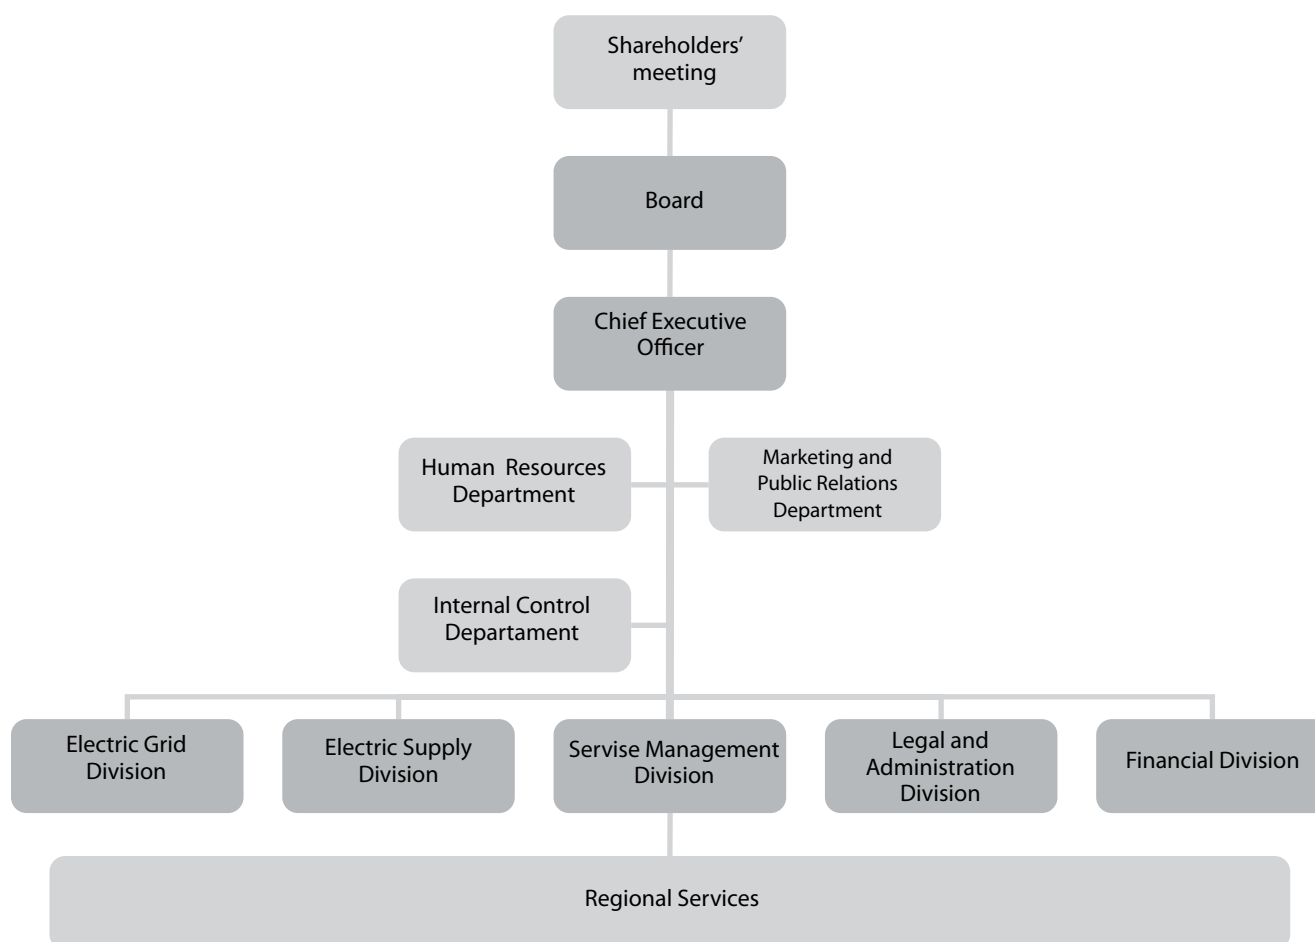 Shareholders’
meeting
Board
Chief Executive
Officer
Human Resources
Department
Marketing and
Public Relations
Department
Internal Control
Departament
Electric Grid
Division
Electric Supply
Division
Servise Management
Division
Legal and
Administration
Division
Financial Division
Regional Services